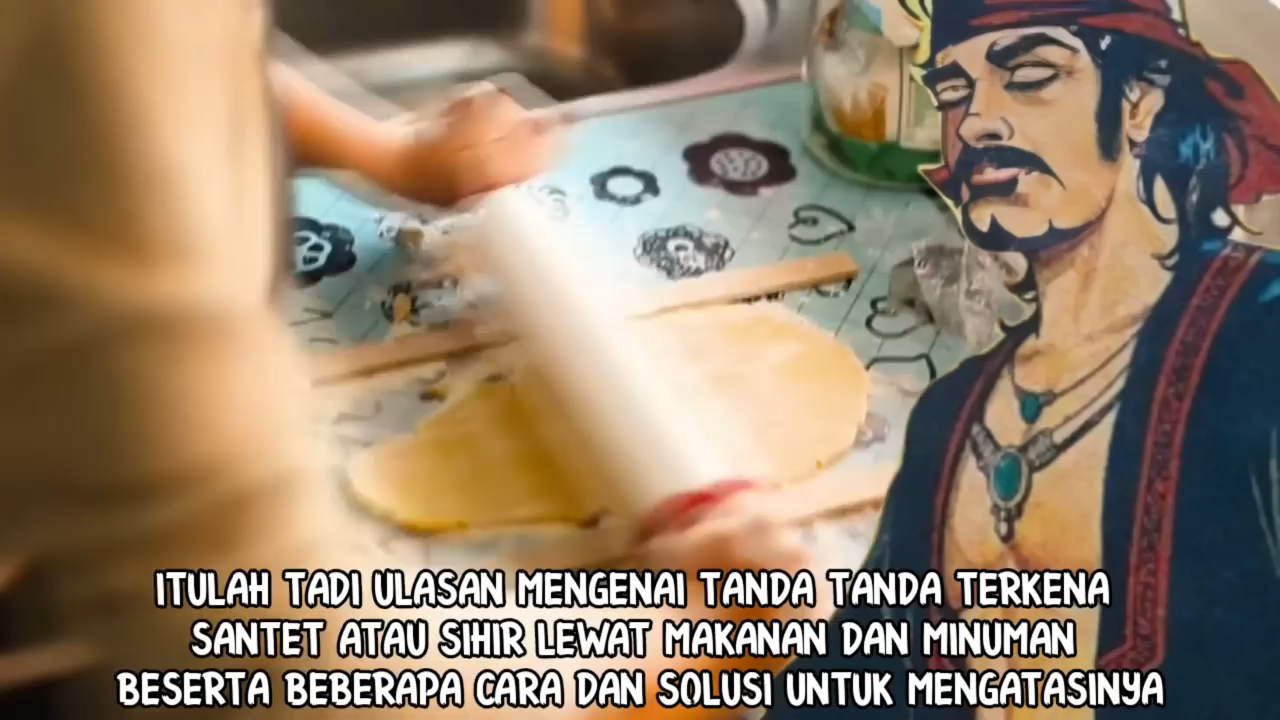 ITULAH TADI ULASAN MENGENAI TANDA TANDA TERKENA
SANTET ATAU SIHIR LEWAT MAKANAN DAN MINUMAN
BESERTA BEBERAPA CARA DAN SOLUSI UNTUK MENGATASINYA